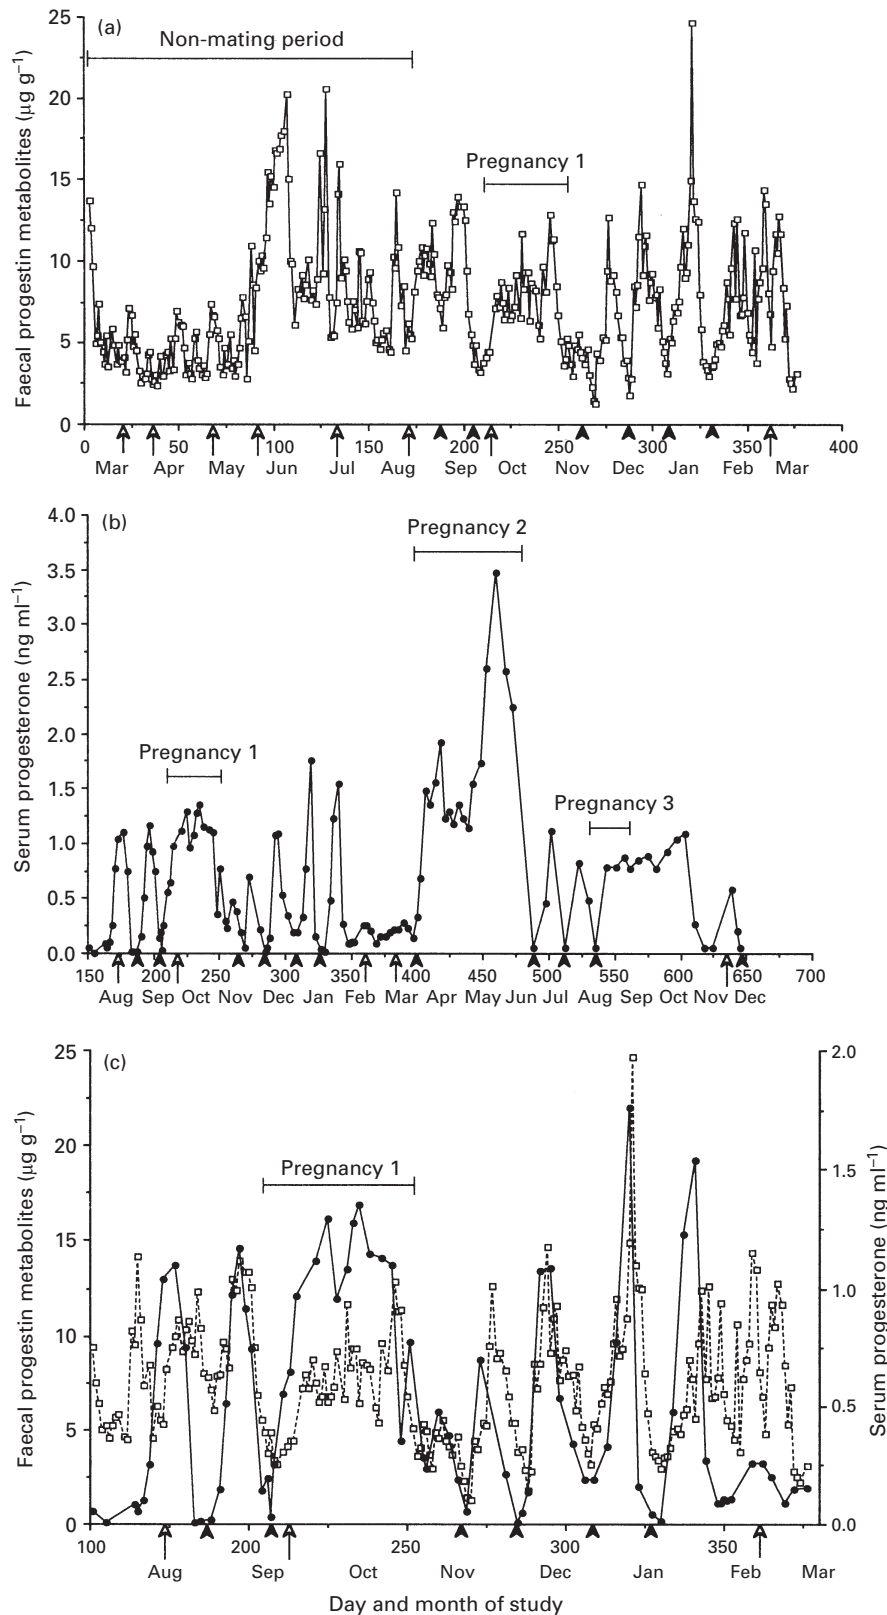 (a)
Non-mating period
Pregnancy 1
Faecal progestin metabolites (µg g⁻¹)
25
20
15
10
5
0
0 50 100 150 200 250 300 350 400
Mar Apr May Jun Jul Aug Sep Oct Nov Dec Jan Feb Mar
(b)
Pregnancy 2
Pregnancy 1
Pregnancy 3
Serum progesterone (ng ml⁻¹)
4.0
3.5
3.0
2.5
2.0
1.5
1.0
0.5
0.0
150 200 250 300 350 400 450 500 550 600 650 700
Aug Sep Oct Nov Dec Jan Feb Mar Apr May Jun Jul Aug Sep Oct Nov Dec
(c)
Pregnancy 1
Faecal progestin metabolites (µg g⁻¹)
25
20
15
10
5
0
Serum progesterone (ng ml⁻¹)
2.0
1.5
1.0
0.5
0.0
100 200 250 300 350
Aug Sep Oct Nov Dec Jan Feb Mar
Day and month of study